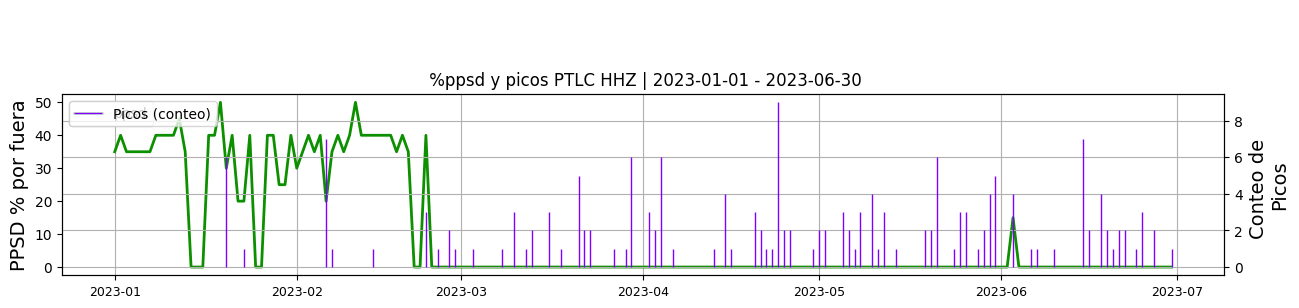 %ppsd y picos PTLC HHZ | 2023-01-01 - 2023-06-30
Picos (conteo)
PPSD % por fuera
50
40
30
20
10
0
8
6
4
2
0
Conteo de
Picos
2023-01 2023-02 2023-03 2023-04 2023-05 2023-06 2023-07